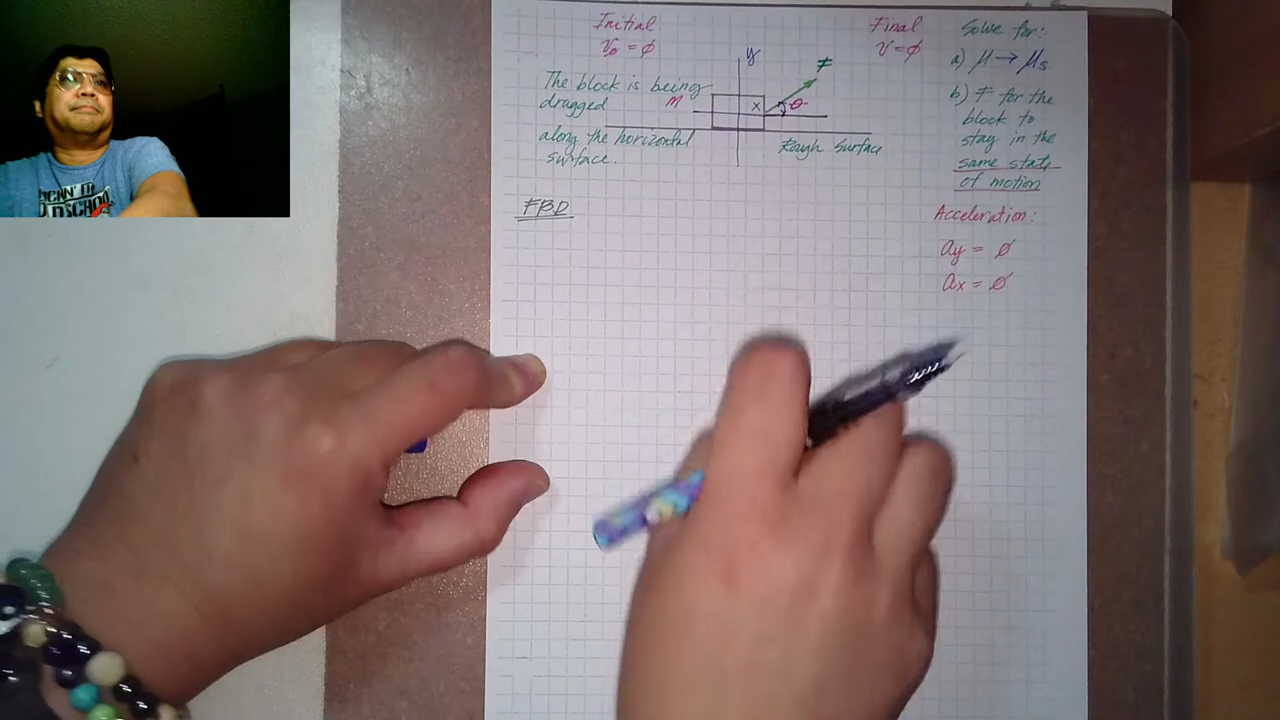 Initial
v₀ = ϕ
The block is being
dragged
along the horizontal
surface.
M
y
F
x
θ
Rough Surface
Final
v = ϕ
Solve for:
a) μ → μs
b) F for the
block to
stay in the
same state
of motion
FBD
Acceleration:
ay = ϕ
ax = ϕ